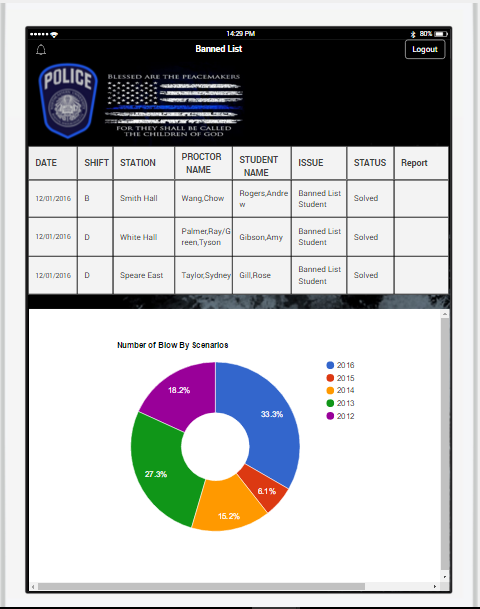 14:29 PM
80%
Banned List
Logout
POLICE
BLESSED ARE THE PEACEMAKERS
FOR THEY SHALL BE CALLED
THE CHILDREN OF GOD
DATE SHIFT STATION PROCTOR NAME STUDENT NAME ISSUE STATUS Report
12/01/2016 B Smith Hall Wang,Chow Rogers,Andre w Banned List Student Solved
12/01/2016 D White Hall Palmer,Ray/G reen,Tyson Gibson,Amy Banned List Student Solved
12/01/2016 D Speare East Taylor,Sydney Gill,Rose Banned List Student Solved
Number of Blow By Scenarios
2016
2015
2014
2013
2012
18.2%
33.3%
27.3%
6.1%
15.2%